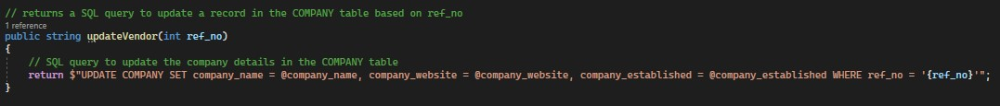 // returns a SQL query to update a record in the COMPANY table based on ref_no
1 reference
public string updateVendor(int ref_no)
{
// SQL query to update the company details in the COMPANY table
return $"UPDATE COMPANY SET company_name = @company_name, company_website = @company_website, company_established = @company_established WHERE ref_no = '{ref_no}'";
}